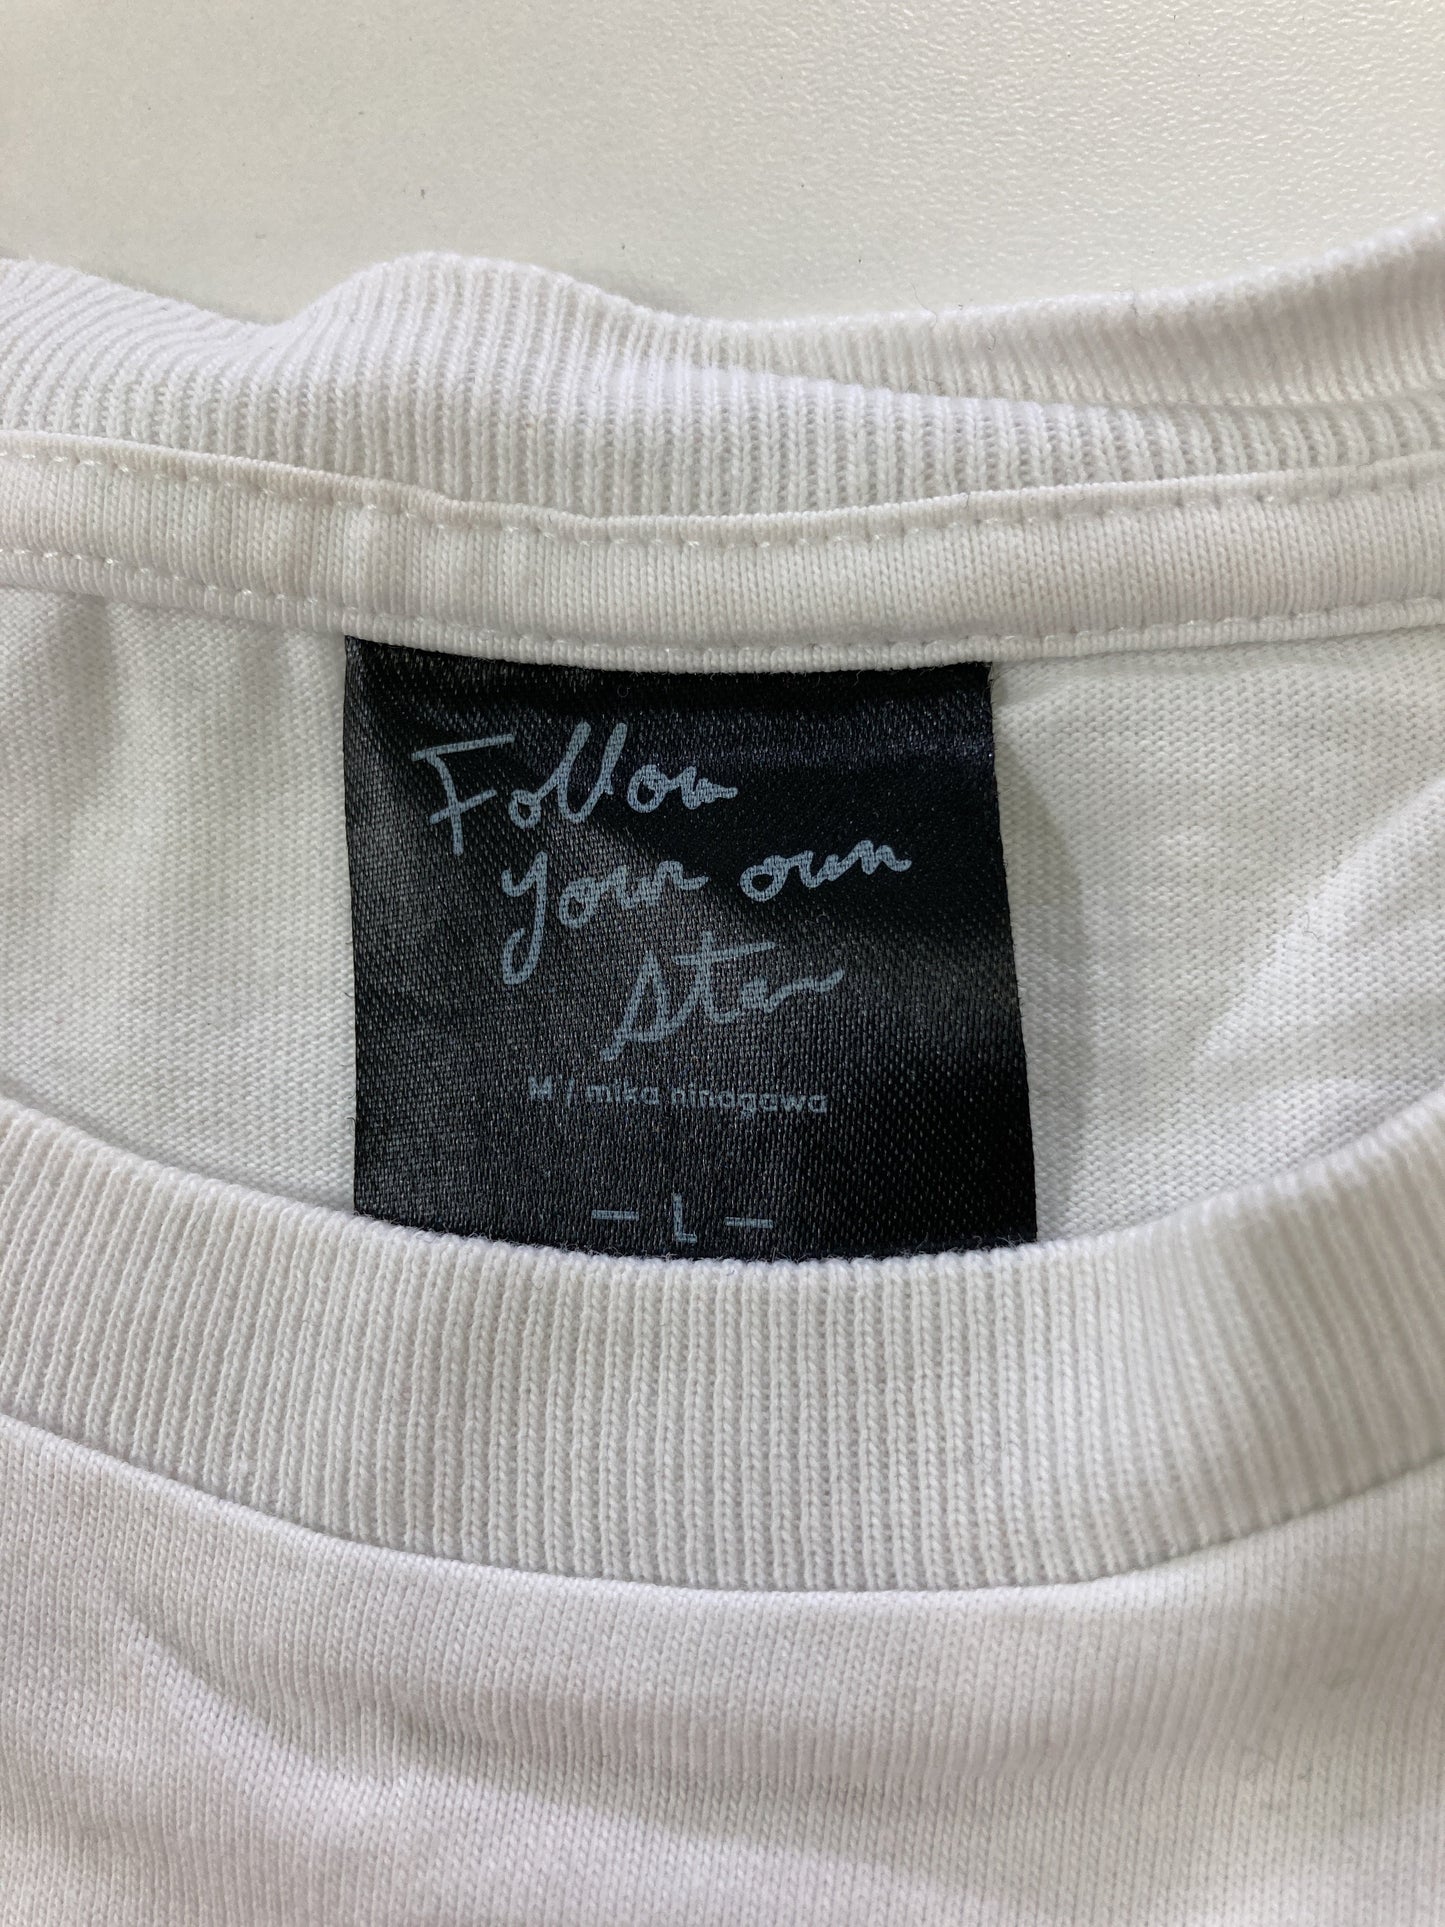 Follow
your own
star
M / mika ninagawa
— L —